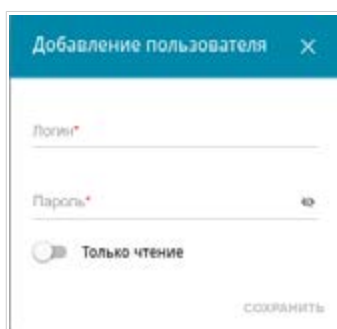 Добавление пользователя
Логин*
Пароль*
Только чтение
СОХРАНИТЬ